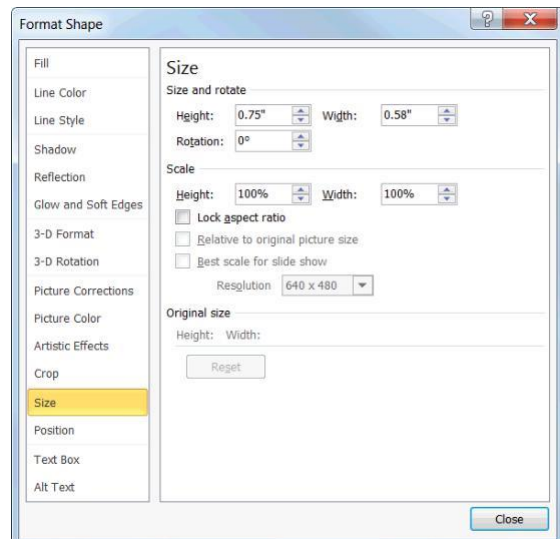 Format Shape
Fill
Line Color
Line Style
Shadow
Reflection
Glow and Soft Edges
3-D Format
3-D Rotation
Picture Corrections
Picture Color
Artistic Effects
Crop
Size
Position
Text Box
Alt Text
Size
Size and rotate
Height: 0.75" Width: 0.58"
Rotation: 0°
Scale
Height: 100% Width: 100%
Lock aspect ratio
Relative to original picture size
Best scale for slide show
Resolution 640 x 480
Original size
Height: Width:
Reset
Close